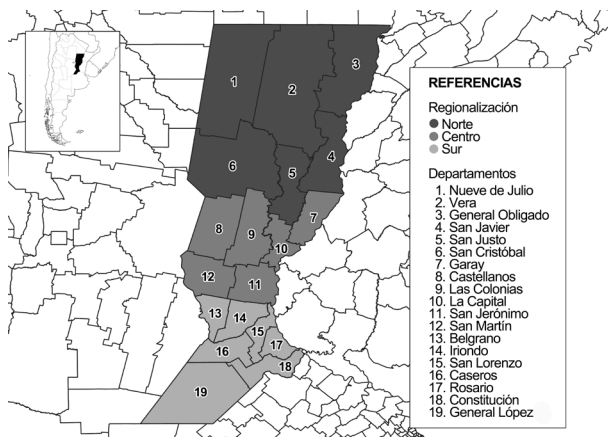 REFERENCIAS
Regionalización
Norte
Centro
Sur
Departamentos
1. Nueve de Julio
2. Vera
3. General Obligado
4. San Javier
5. San Justo
6. San Cristóbal
7. Garay
8. Castellanos
9. Las Colonias
10. La Capital
11. San Jerónimo
12. San Martín
13. Belgrano
14. Iriondo
15. San Lorenzo
16. Caseros
17. Rosario
18. Constitución
19. General López
3
1
2
6
5
4
7
8
9
10
12
11
13
14
15
16
17
18
19